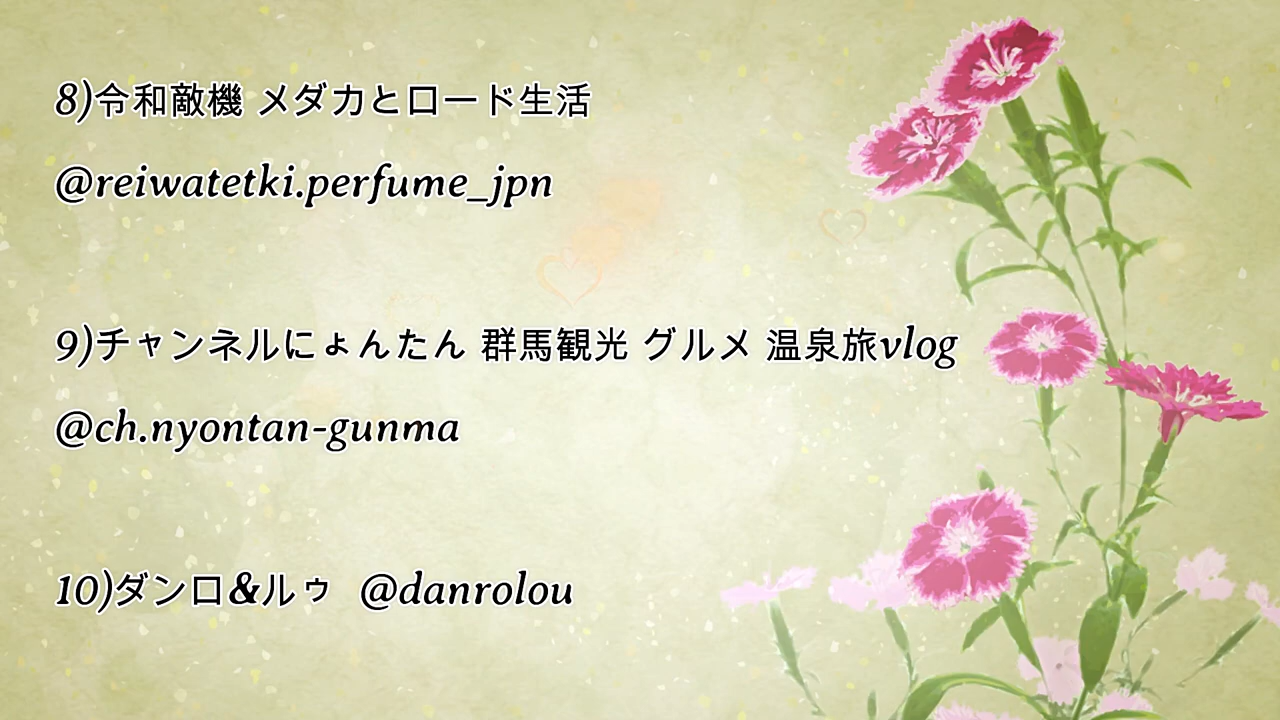 8)令和敵機 メダカとロード生活
@reiwatetki.perfume_jpn
9)チャンネルにょんたん 群馬観光 グルメ 温泉旅vlog
@ch.nyontan-gunma
10)ダンロ&ルゥ @danrolou